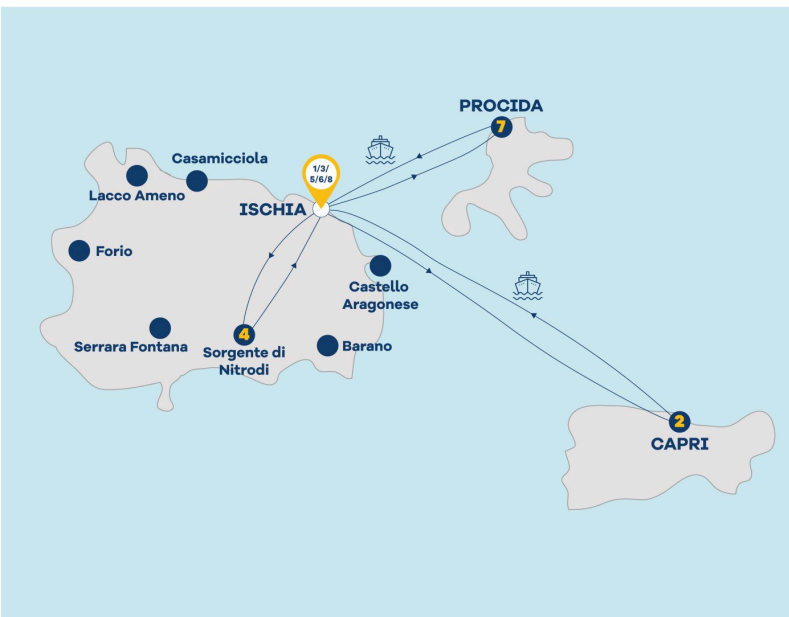 PROCIDA
7
Casamicciola
1/3/
5/6/8
Lacco Ameno
ISCHIA
Forio
Castello
Aragonese
4
Serrara Fontana
Sorgente di
Nitrodi
Barano
2
CAPRI